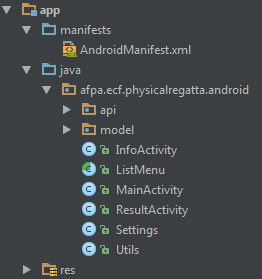 app
manifests
AndroidManifest.xml
java
afpa.ecf.physicalregatta.android
api
model
InfoActivity
ListMenu
MainActivity
ResultActivity
Settings
Utils
res